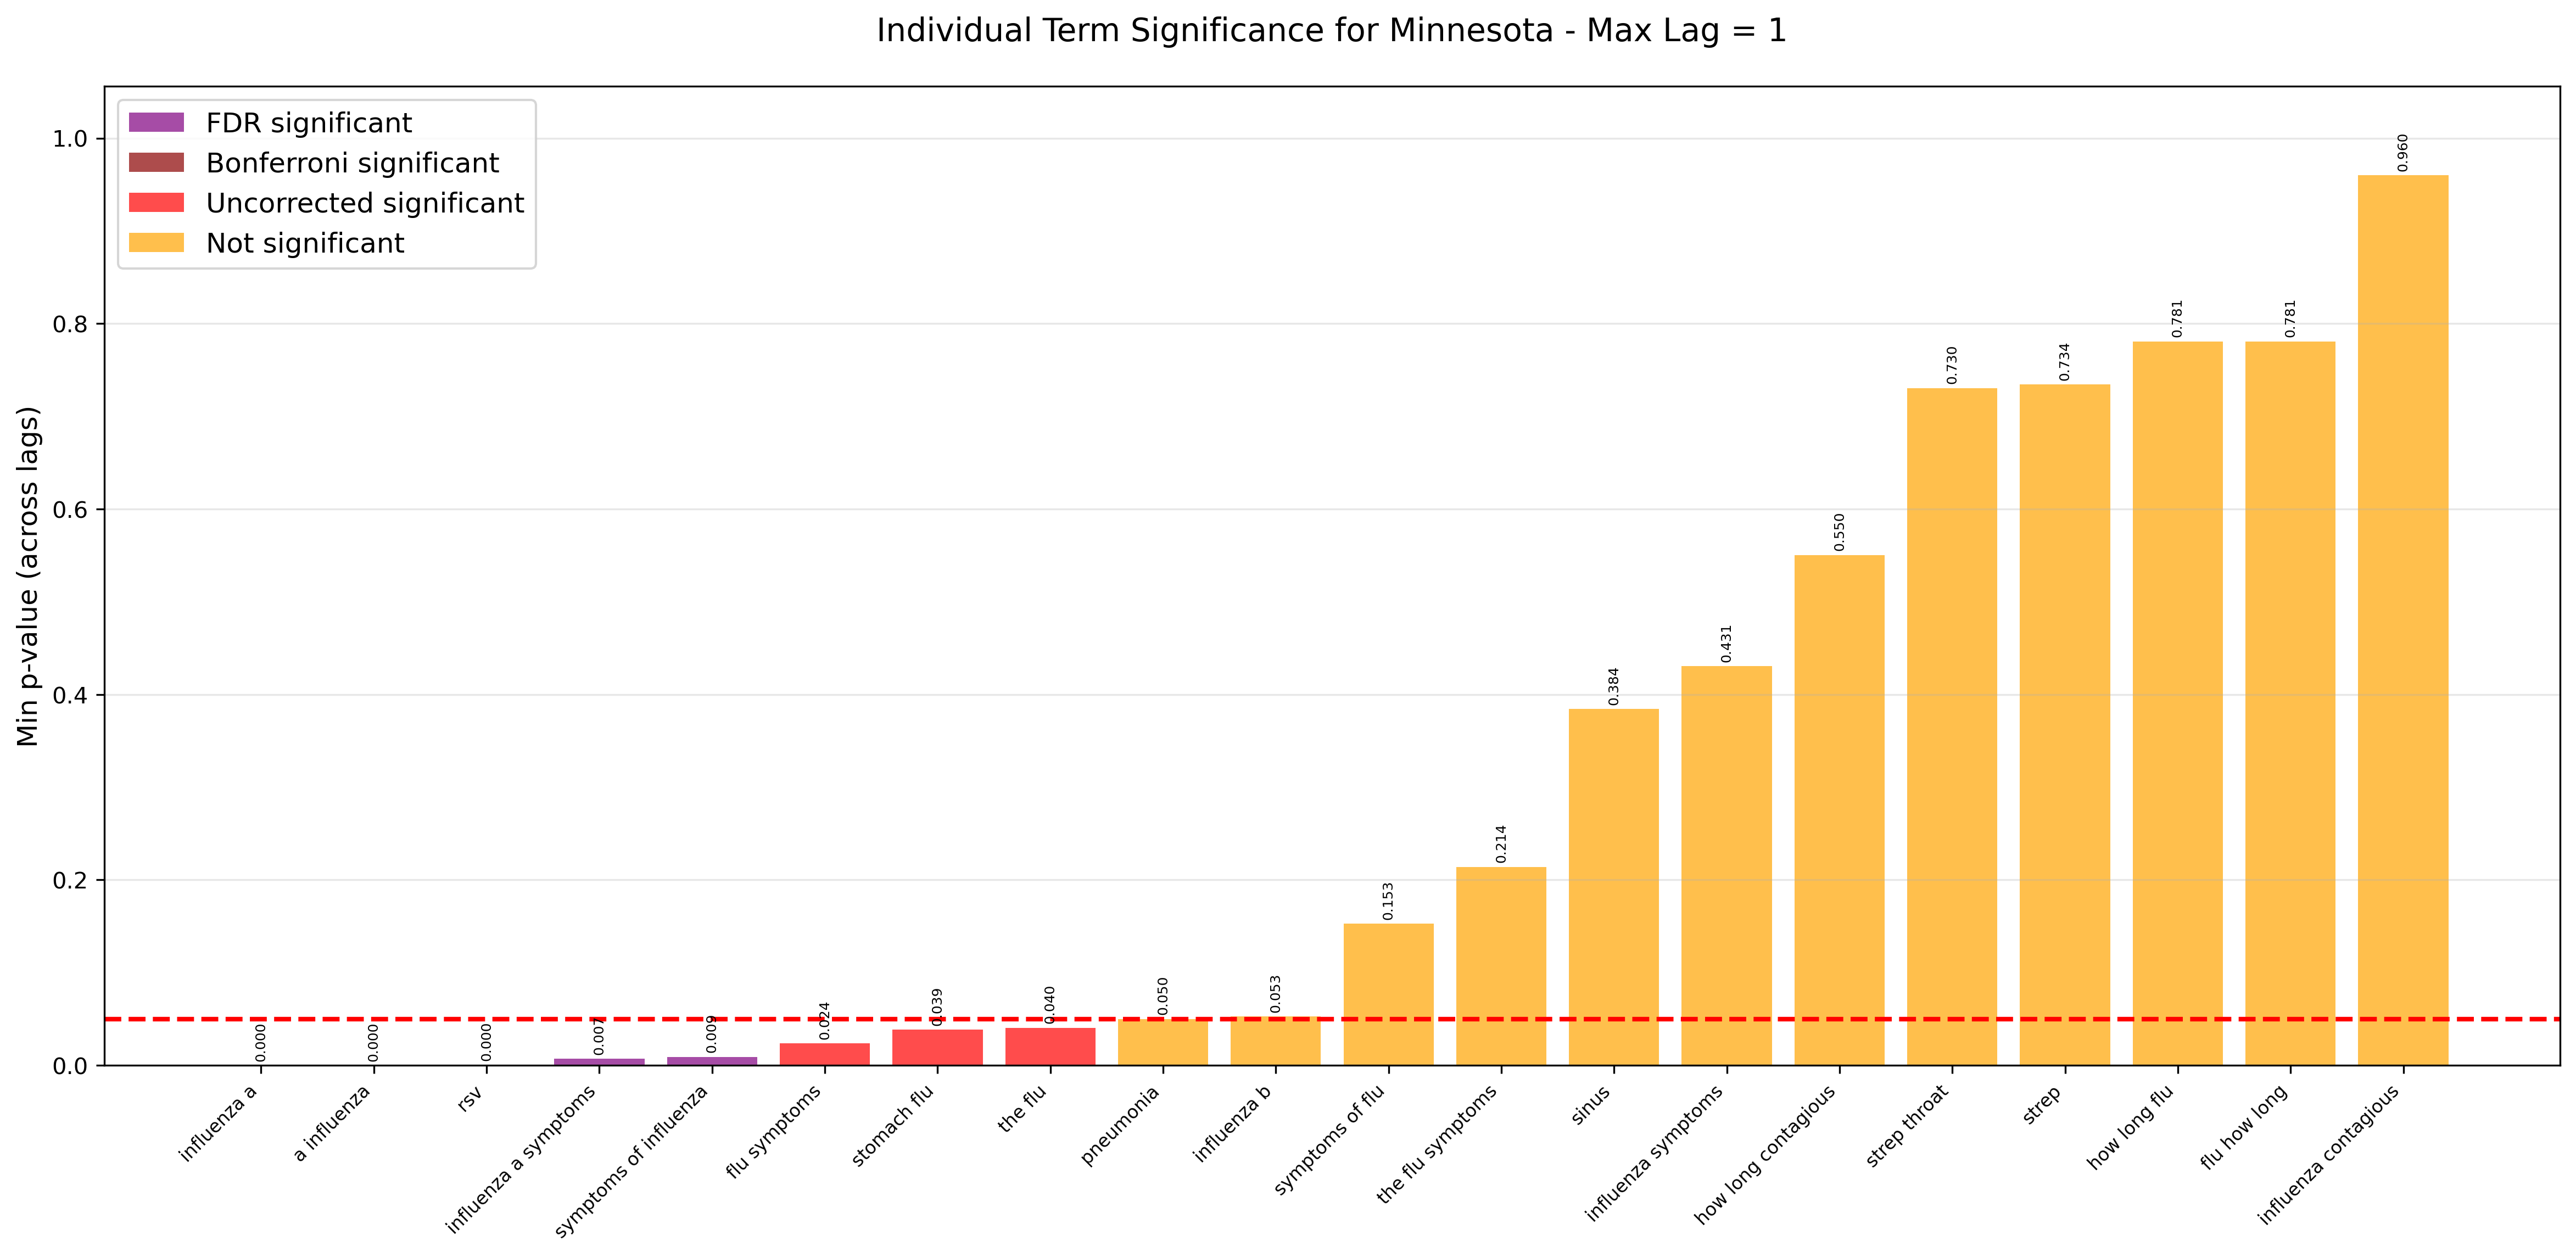 Individual Term Significance for Minnesota - Max Lag = 1
FDR significant
Bonferroni significant
Uncorrected significant
Not significant
Min p-value (across lags)
1.0
0.8
0.6
0.4
0.2
0.0
0.000
0.000
0.000
0.007
0.009
0.024
0.039
0.040
0.050
0.053
0.153
0.214
0.384
0.431
0.550
0.730
0.734
0.781
0.781
0.960
influenza a
a influenza
rsv
influenza a symptoms
symptoms of influenza
flu symptoms
stomach flu
the flu
pneumonia
influenza b
symptoms of flu
the flu symptoms
sinus
influenza symptoms
how long contagious
strep throat
strep
how long flu
flu how long
influenza contagious